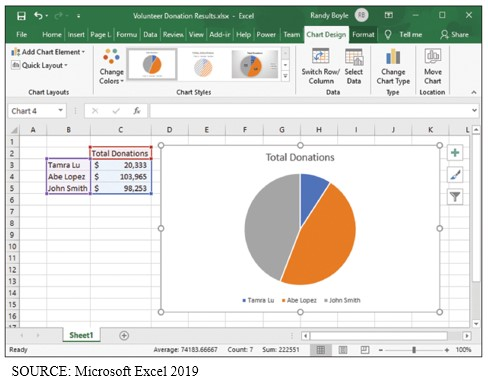 Volunteer Donation Results.xlsx - Excel
Randy Boyle
RB
File Home Insert Page L Formu Data Review View Add-ir Help Power Team Chart Design Format Tell me Share
Add Chart Element
Quick Layout
Change Colors
Switch Row/ Column
Select Data
Change Chart Type
Move Chart
Chart Layouts Chart Styles Data Type Location
Chart 4
fx
A B C D E F G H I J K L
1
2 Total Donations
3 Tamra Lu $ 20,333
4 Abe Lopez $ 103,965
5 John Smith $ 98,253
6
7
8
9
10
11
12
13
14
15
16
17
Total Donations
Tamra Lu Abe Lopez John Smith
Sheet1
Ready Average: 74183.66667 Count: 7 Sum: 222551 100%
SOURCE: Microsoft Excel 2019